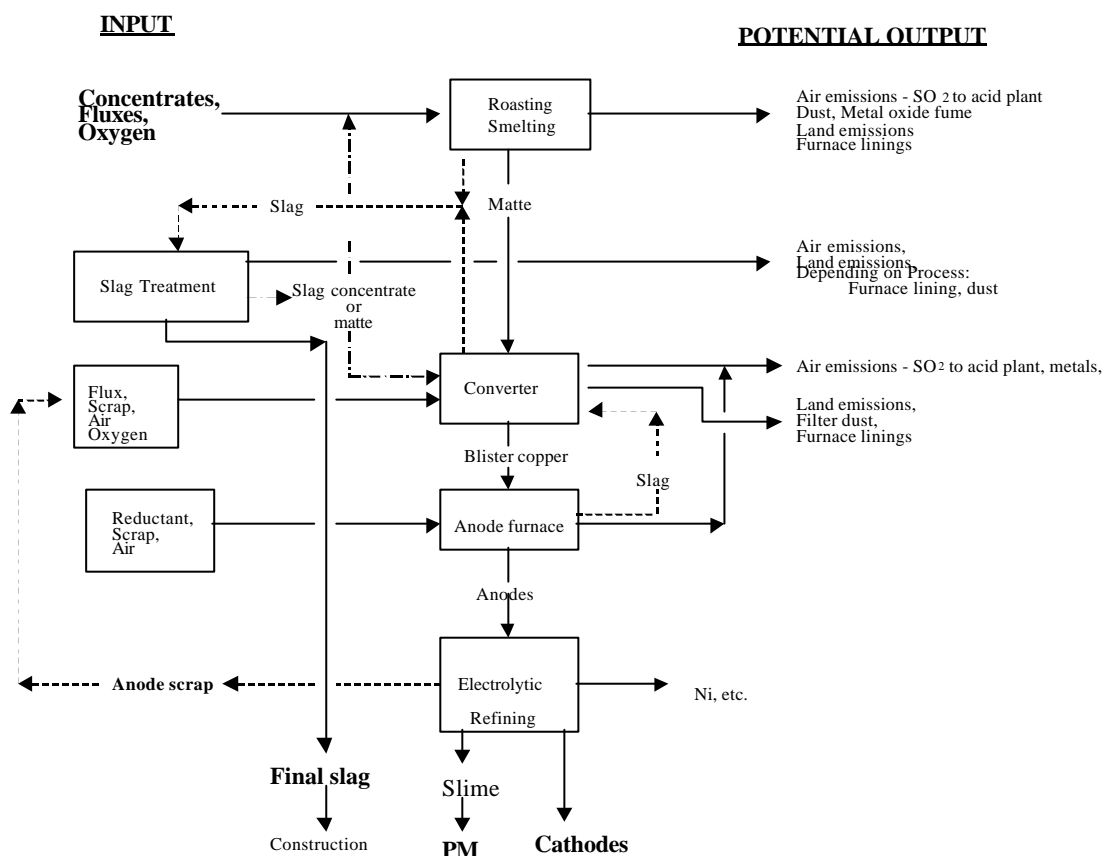 INPUT
POTENTIAL OUTPUT
Concentrates,
Fluxes,
Oxygen
Roasting
Smelting
Air emissions - SO 2 to acid plant
Dust, Metal oxide fume
Land emissions
Furnace linings
Slag
Matte
Slag Treatment
Air emissions,
Land emissions,
Depending on Process:
Furnace lining, dust
Slag concentrate
or
matte
Converter
Air emissions - SO2 to acid plant, metals,
Flux,
Scrap,
Air
Oxygen
Land emissions,
Filter dust,
Furnace linings
Blister copper
Slag
Reductant,
Scrap,
Air
Anode furnace
Anodes
Anode scrap
Electrolytic
Refining
Ni, etc.
Final slag
Slime
Construction
PM
Cathodes